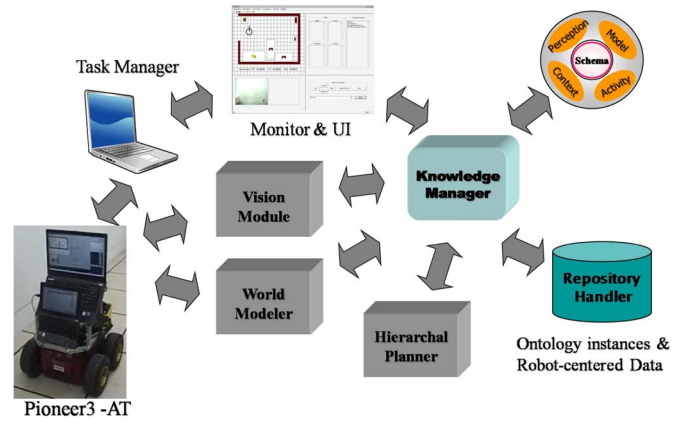 Task Manager
Monitor & UI
Perception
Model
Schema
Context
Activity
Knowledge
Manager
Vision
Module
World
Modeler
Hierarchal
Planner
Repository
Handler
Ontology instances &
Robot-centered Data
Pioneer3 -AT